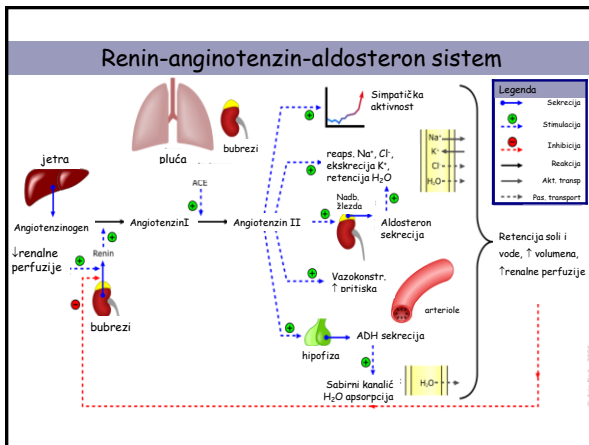 Renin-anginotenzin-aldosteron sistem
Simpatička
aktivnost
Legenda
Sekrecija
Stimulacija
Inhibicija
Reakcija
Akt. transp
Pas. transport
jetra
pluća
bubrezi
reaps. Na⁺, Cl⁻,
ekskrecija K⁺,
retencija H₂O
Na⁺
K⁺
Cl⁻
H₂O
ACE
Angiotenzinogen
AngiotenzinI
Angiotenzin II
Nadb.
žlezda
Aldosteron
sekrecija
Retencija soli i
vode, ↑ volumena,
↑renalne perfuzije
↓renalne
perfuzije
Renin
bubrezi
Vazokonstr.
↑ pritiska
arteriole
hipofiza
ADH sekrecija
Sabirni kanalić :
H₂O apsorpcija
H₂O